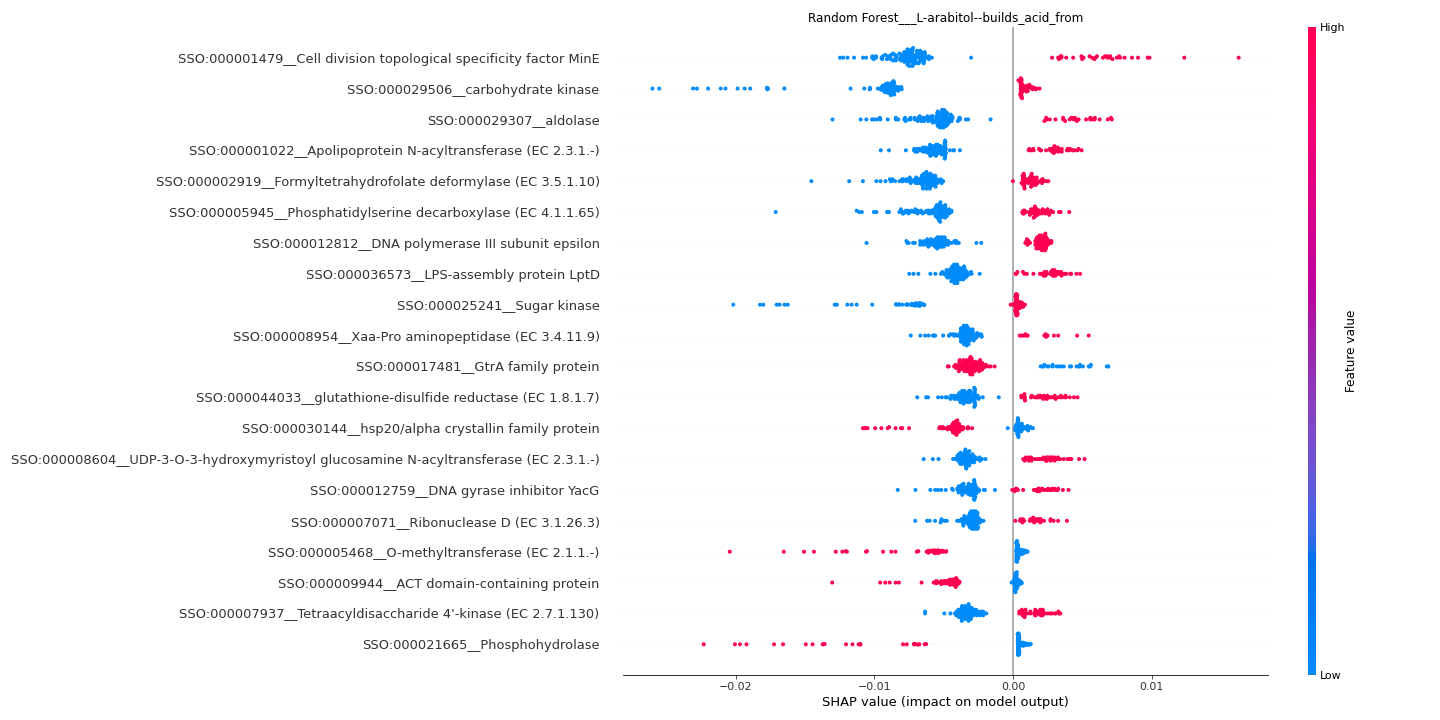 Random Forest___L-arabitol--builds_acid_from
High
SSO:000001479__Cell division topological specificity factor MinE
SSO:000029506__carbohydrate kinase
SSO:000029307__aldolase
SSO:000001022__Apolipoprotein N-acyltransferase (EC 2.3.1.-)
SSO:000002919__Formyltetrahydrofolate deformylase (EC 3.5.1.10)
SSO:000005945__Phosphatidylserine decarboxylase (EC 4.1.1.65)
SSO:000012812__DNA polymerase III subunit epsilon
SSO:000036573__LPS-assembly protein LptD
SSO:000025241__Sugar kinase
SSO:000008954__Xaa-Pro aminopeptidase (EC 3.4.11.9)
SSO:000017481__GtrA family protein
SSO:000044033__glutathione-disulfide reductase (EC 1.8.1.7)
SSO:000030144__hsp20/alpha crystallin family protein
SSO:000008604__UDP-3-O-3-hydroxymyristoyl glucosamine N-acyltransferase (EC 2.3.1.-)
SSO:000012759__DNA gyrase inhibitor YacG
SSO:000007071__Ribonuclease D (EC 3.1.26.3)
SSO:000005468__O-methyltransferase (EC 2.1.1.-)
SSO:000009944__ACT domain-containing protein
SSO:000007937__Tetraacyldisaccharide 4'-kinase (EC 2.7.1.130)
SSO:000021665__Phosphohydrolase
Feature value
Low
−0.02 −0.01 0.00 0.01
SHAP value (impact on model output)